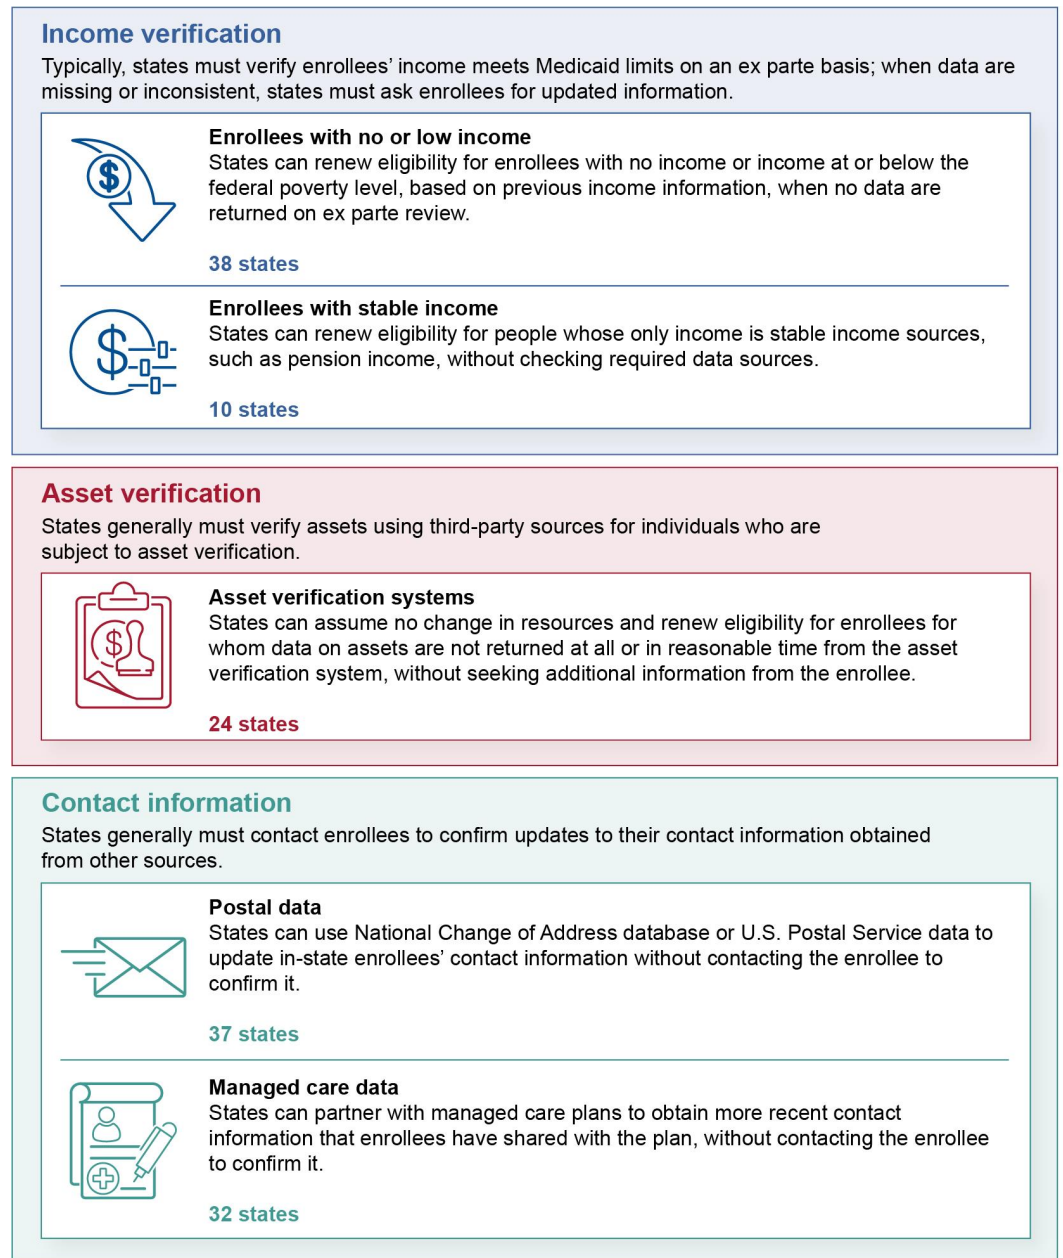 Income verification
Typically, states must verify enrollees’ income meets Medicaid limits on an ex parte basis; when data are
missing or inconsistent, states must ask enrollees for updated information.
$
Enrollees with no or low income
States can renew eligibility for enrollees with no income or income at or below the
federal poverty level, based on previous income information, when no data are
returned on ex parte review.
38 states
$
Enrollees with stable income
States can renew eligibility for people whose only income is stable income sources,
such as pension income, without checking required data sources.
10 states
Asset verification
States generally must verify assets using third-party sources for individuals who are
subject to asset verification.
$
Asset verification systems
States can assume no change in resources and renew eligibility for enrollees for
whom data on assets are not returned at all or in reasonable time from the asset
verification system, without seeking additional information from the enrollee.
24 states
Contact information
States generally must contact enrollees to confirm updates to their contact information obtained
from other sources.
Postal data
States can use National Change of Address database or U.S. Postal Service data to
update in-state enrollees’ contact information without contacting the enrollee to
confirm it.
37 states
Managed care data
States can partner with managed care plans to obtain more recent contact
information that enrollees have shared with the plan, without contacting the enrollee
to confirm it.
32 states